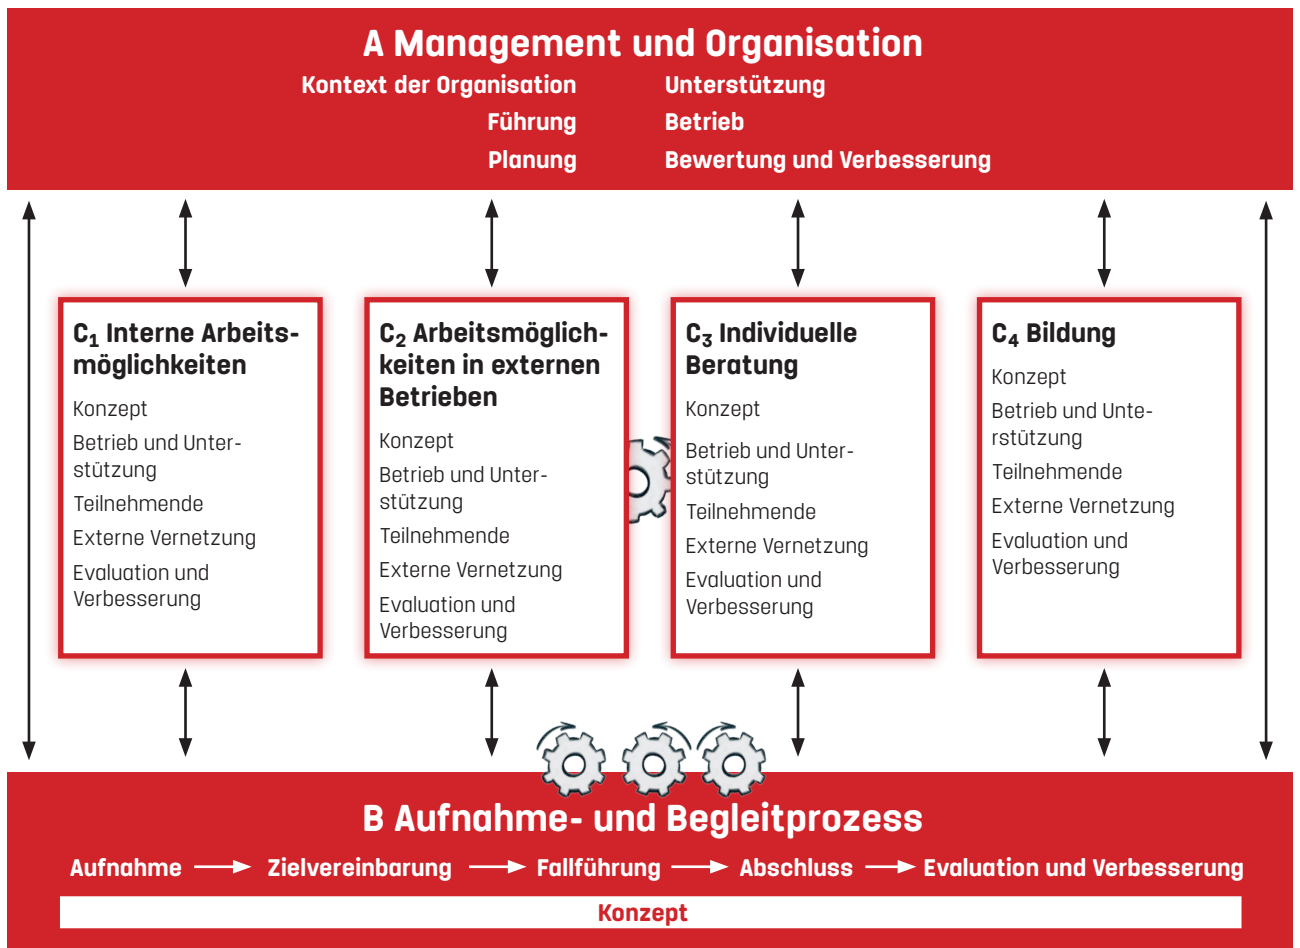 A Management und Organisation
Kontext der Organisation
Führung
Planung
Unterstützung
Betrieb
Bewertung und Verbesserung
C₁ Interne Arbeits-
möglichkeiten
Konzept
Betrieb und Unter-
stützung
Teilnehmende
Externe Vernetzung
Evaluation und
Verbesserung
C₂ Arbeitsmöglich-
keiten in externen
Betrieben
Konzept
Betrieb und Unter-
stützung
Teilnehmende
Externe Vernetzung
Evaluation und
Verbesserung
C₃ Individuelle
Beratung
Konzept
Betrieb und Unter-
stützung
Teilnehmende
Externe Vernetzung
Evaluation und
Verbesserung
C₄ Bildung
Konzept
Betrieb und Unte-
rstützung
Teilnehmende
Externe Vernetzung
Evaluation und
Verbesserung
B Aufnahme- und Begleitprozess
Aufnahme → Zielvereinbarung → Fallführung → Abschluss → Evaluation und Verbesserung
Konzept